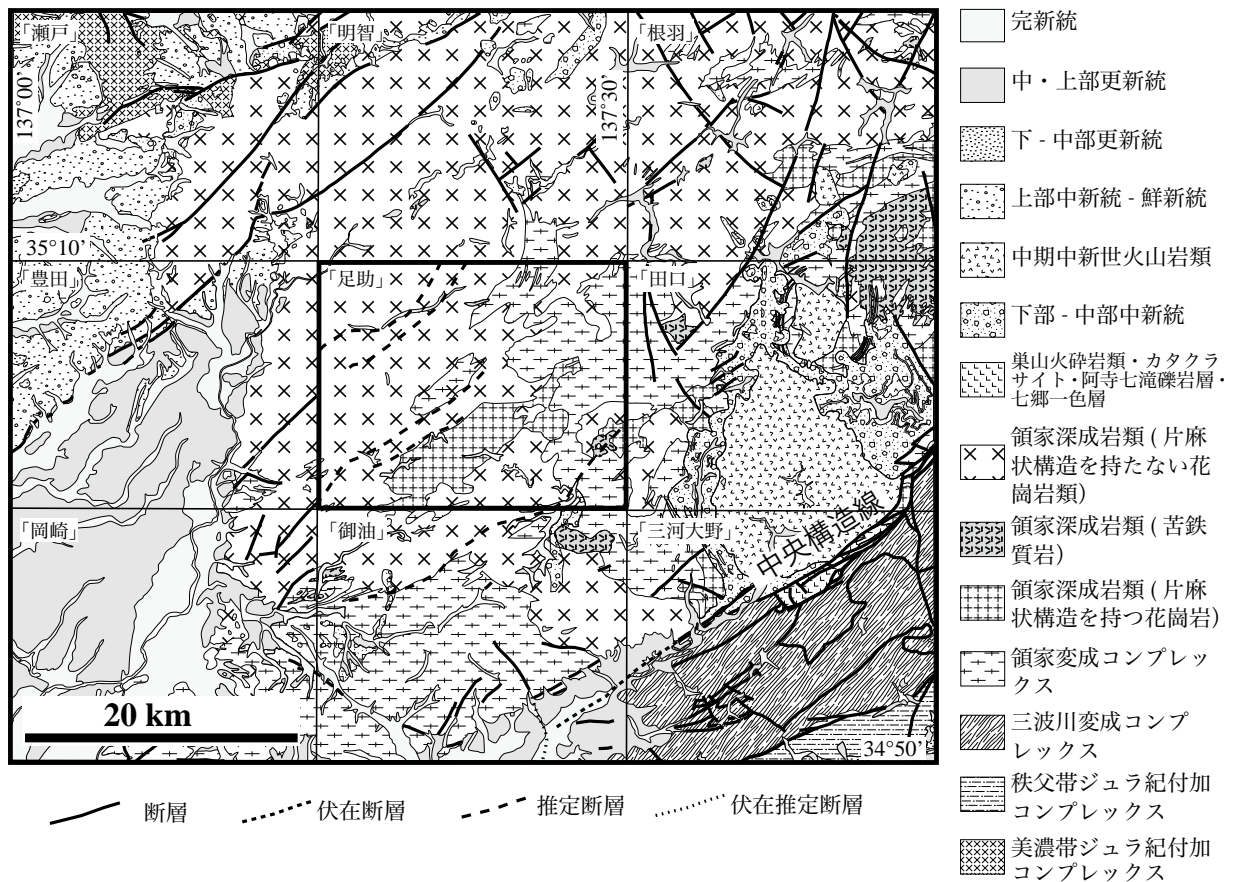 「瀬戸」
「明智」
「根羽」
137°00’
137°30’
35°10’
「豊田」
「足助」
「田口」
「岡崎」
「御油」
「三河大野」
中央構造線
20 km
34°50’
完新統
中・上部更新統
下 - 中部更新統
上部中新統 - 鮮新統
中期中新世火山岩類
下部 - 中部中新統
巣山火砕岩類・カタクラ
サイト・阿寺七滝礫岩層・
七郷一色層
領家深成岩類 ( 片麻
状構造を持たない花
崗岩類)
領家深成岩類 ( 苦鉄
質岩)
領家深成岩類 ( 片麻
状構造を持つ花崗岩)
領家変成コンプレッ
クス
三波川変成コンプ
レックス
秩父帯ジュラ紀付加
コンプレックス
美濃帯ジュラ紀付加
コンプレックス
断層
伏在断層
推定断層
伏在推定断層